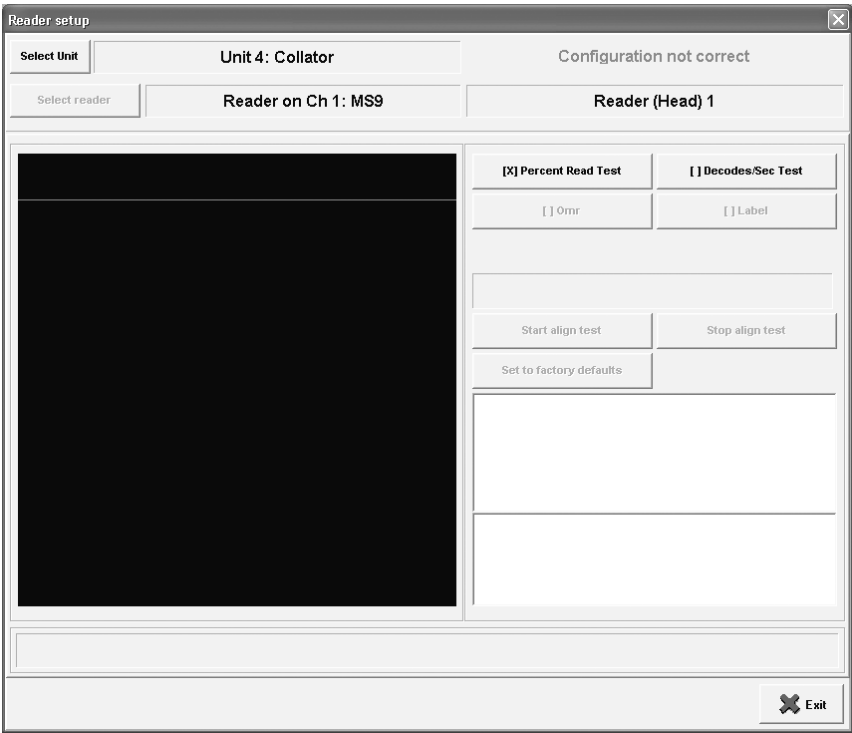 Reader setup
Select Unit Unit 4: Collator Configuration not correct
Select reader Reader on Ch 1: MS9 Reader (Head) 1
[X] Percent Read Test [ ] Decodes/Sec Test
[ ] Omr [ ] Label
Start align test Stop align test
Set to factory defaults
Exit